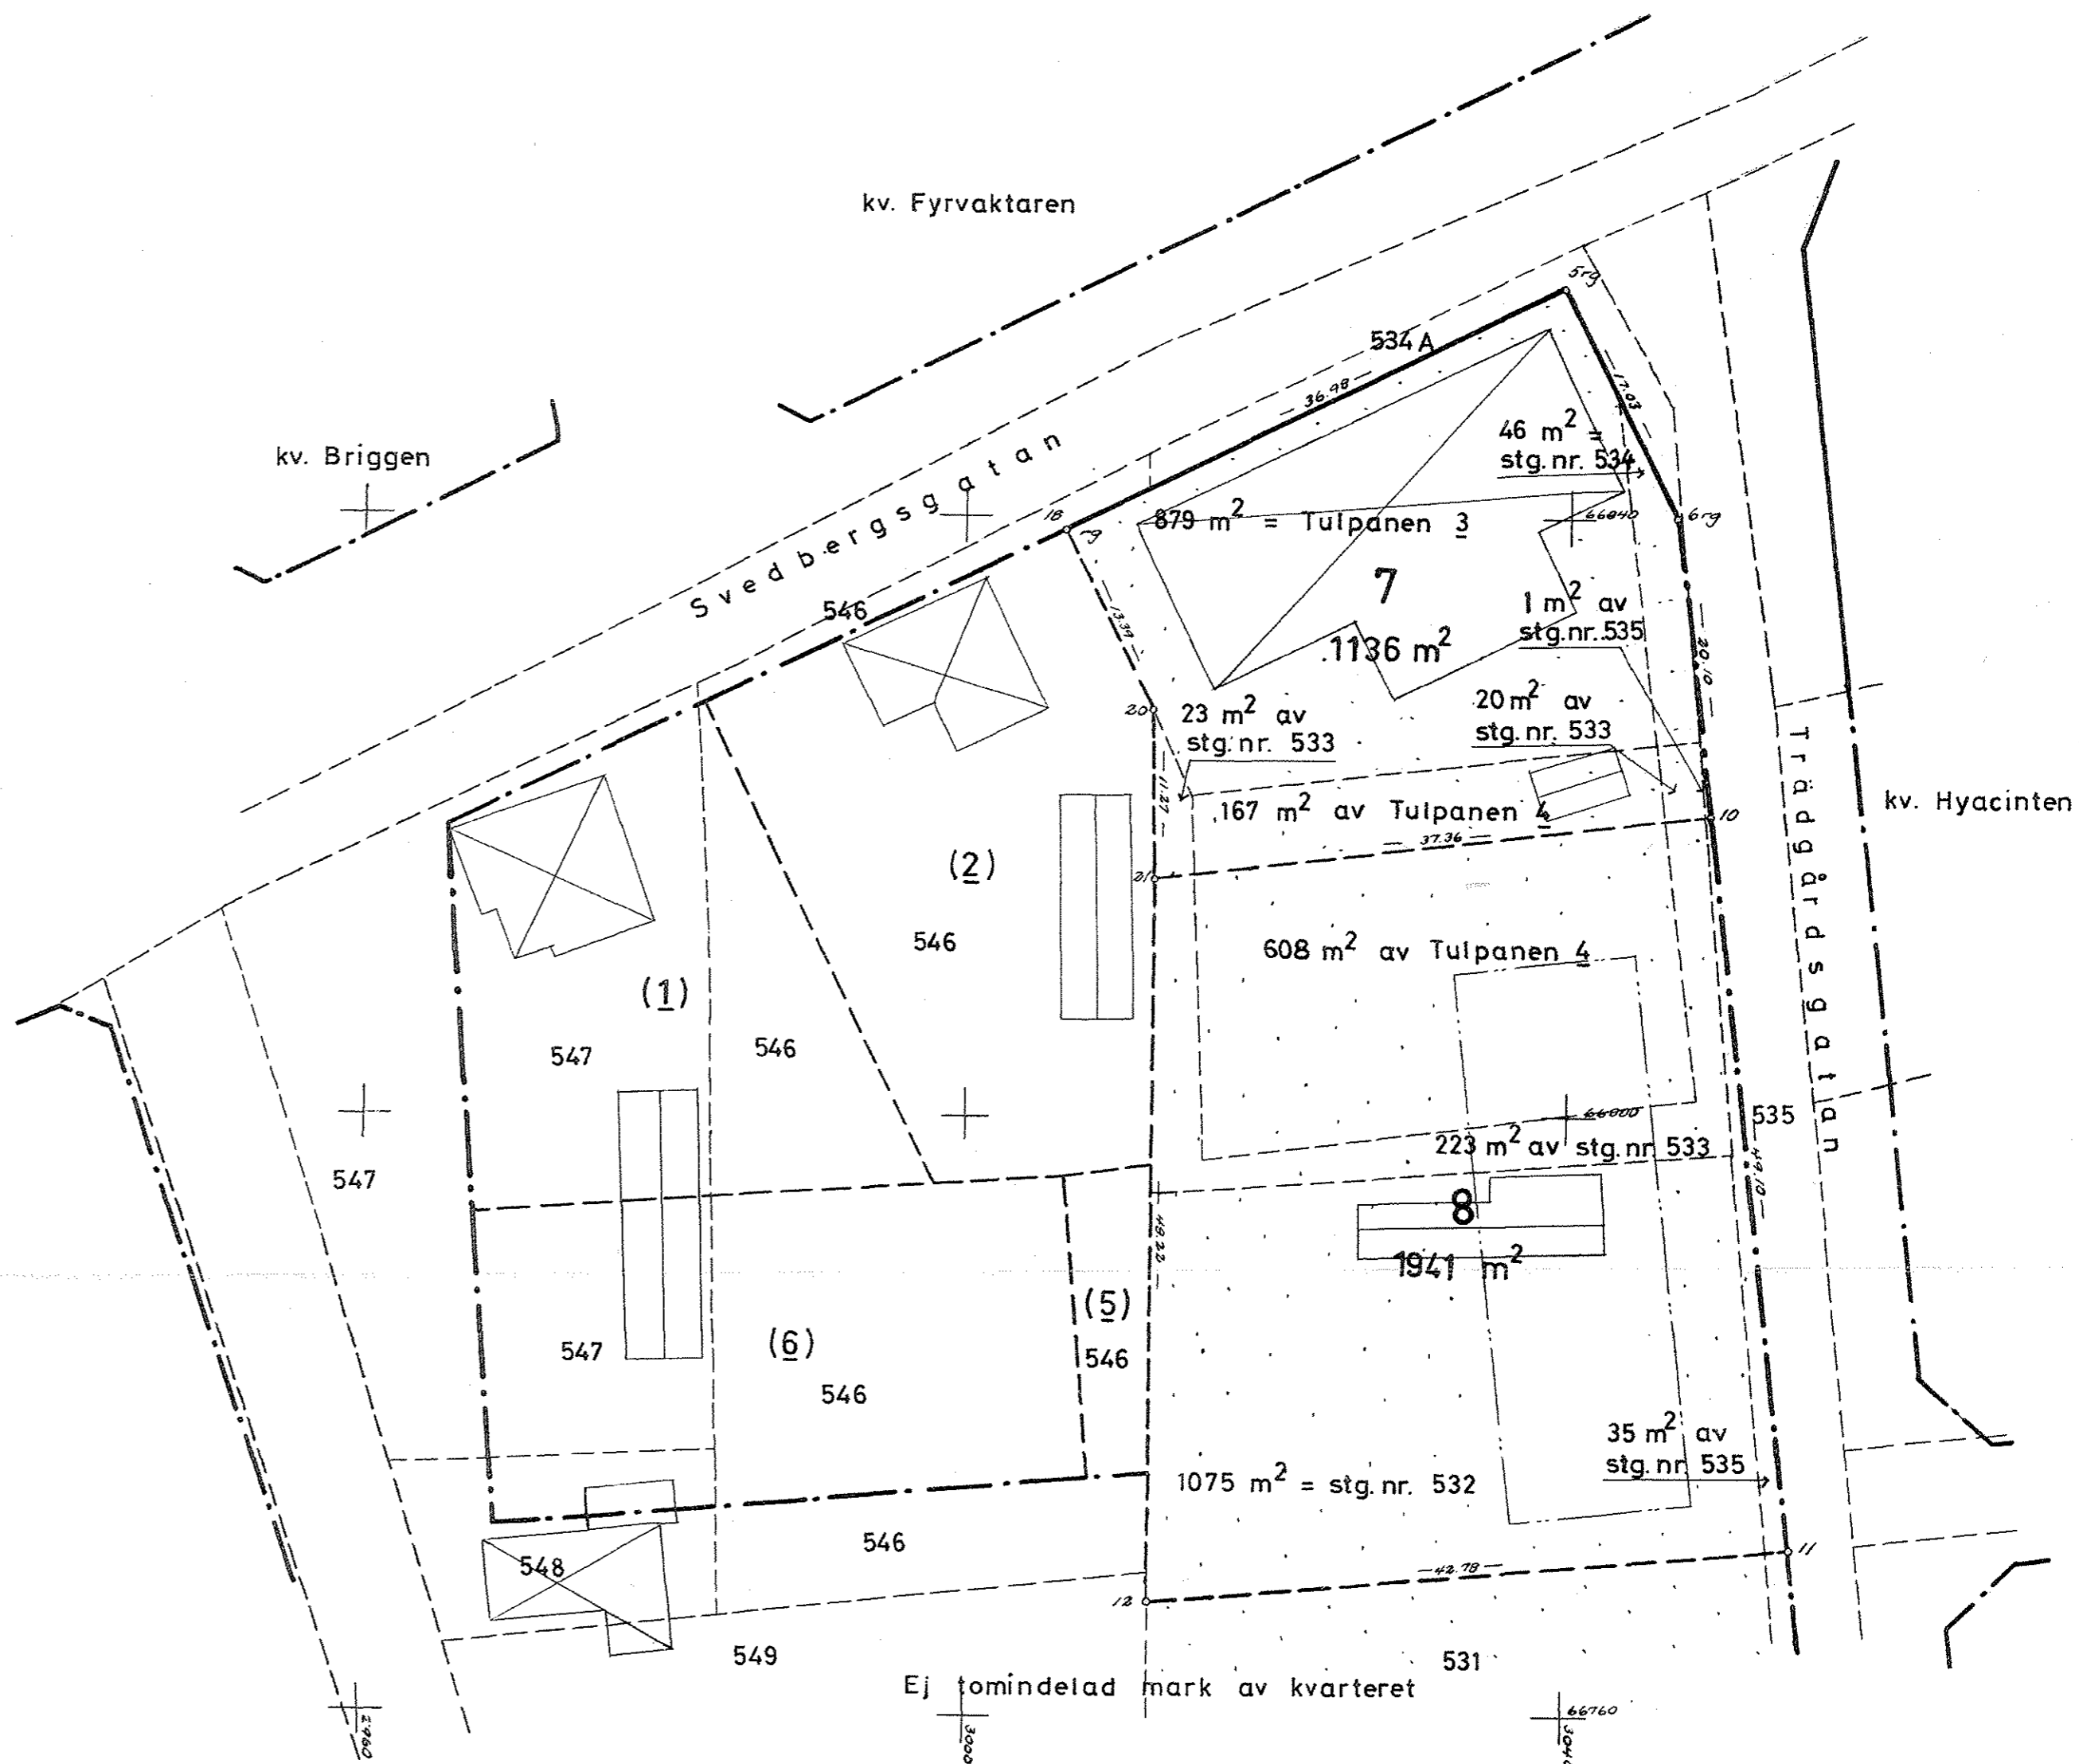 kv. Fyrvaktaren
kv. Briggen
Svedbergsgatan
5rg
534 A
36.98
17.03
46 m² =
stg.nr. 534
18
rg
879 m² = Tulpanen 3
66840
6rg
7
1136 m²
1 m² av
stg.nr. 535
546
13.39
20.10
20
23 m² av
stg.nr. 533
20 m² av
stg.nr. 533
11.27
167 m² av Tulpanen 4
10
kv. Hyacinten
Trädgårdsgatan
37.36
21
(2)
546
608 m² av Tulpanen 4
(1)
547
546
66800
535
223 m² av stg.nr. 533
547
49.10
8
48.22
1941 m²
(5)
(6)
547
546
546
35 m² av
stg.nr. 535
1075 m² = stg.nr. 532
546
548
42.78
11
12
549
531
Ej tomindelad mark av kvarteret
66760
2960
3000
3040